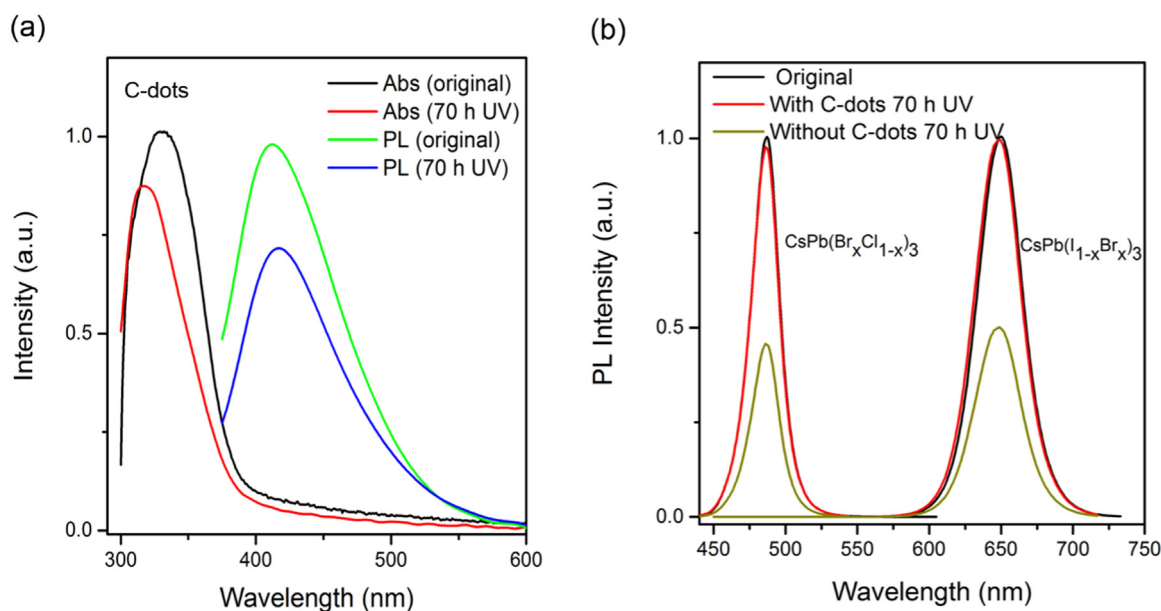 (a)
C-dots
Abs (original)
Abs (70 h UV)
PL (original)
PL (70 h UV)
1.0
0.5
0.0
Intensity (a.u.)
300
400
500
600
Wavelength (nm)
(b)
Original
With C-dots 70 h UV
Without C-dots 70 h UV
1.0
0.5
0.0
PL Intensity (a.u.)
CsPb(BrₓCl₁₋ₓ)₃
CsPb(I₁₋ₓBrₓ)₃
450
500
550
600
650
700
750
Wavelength (nm)